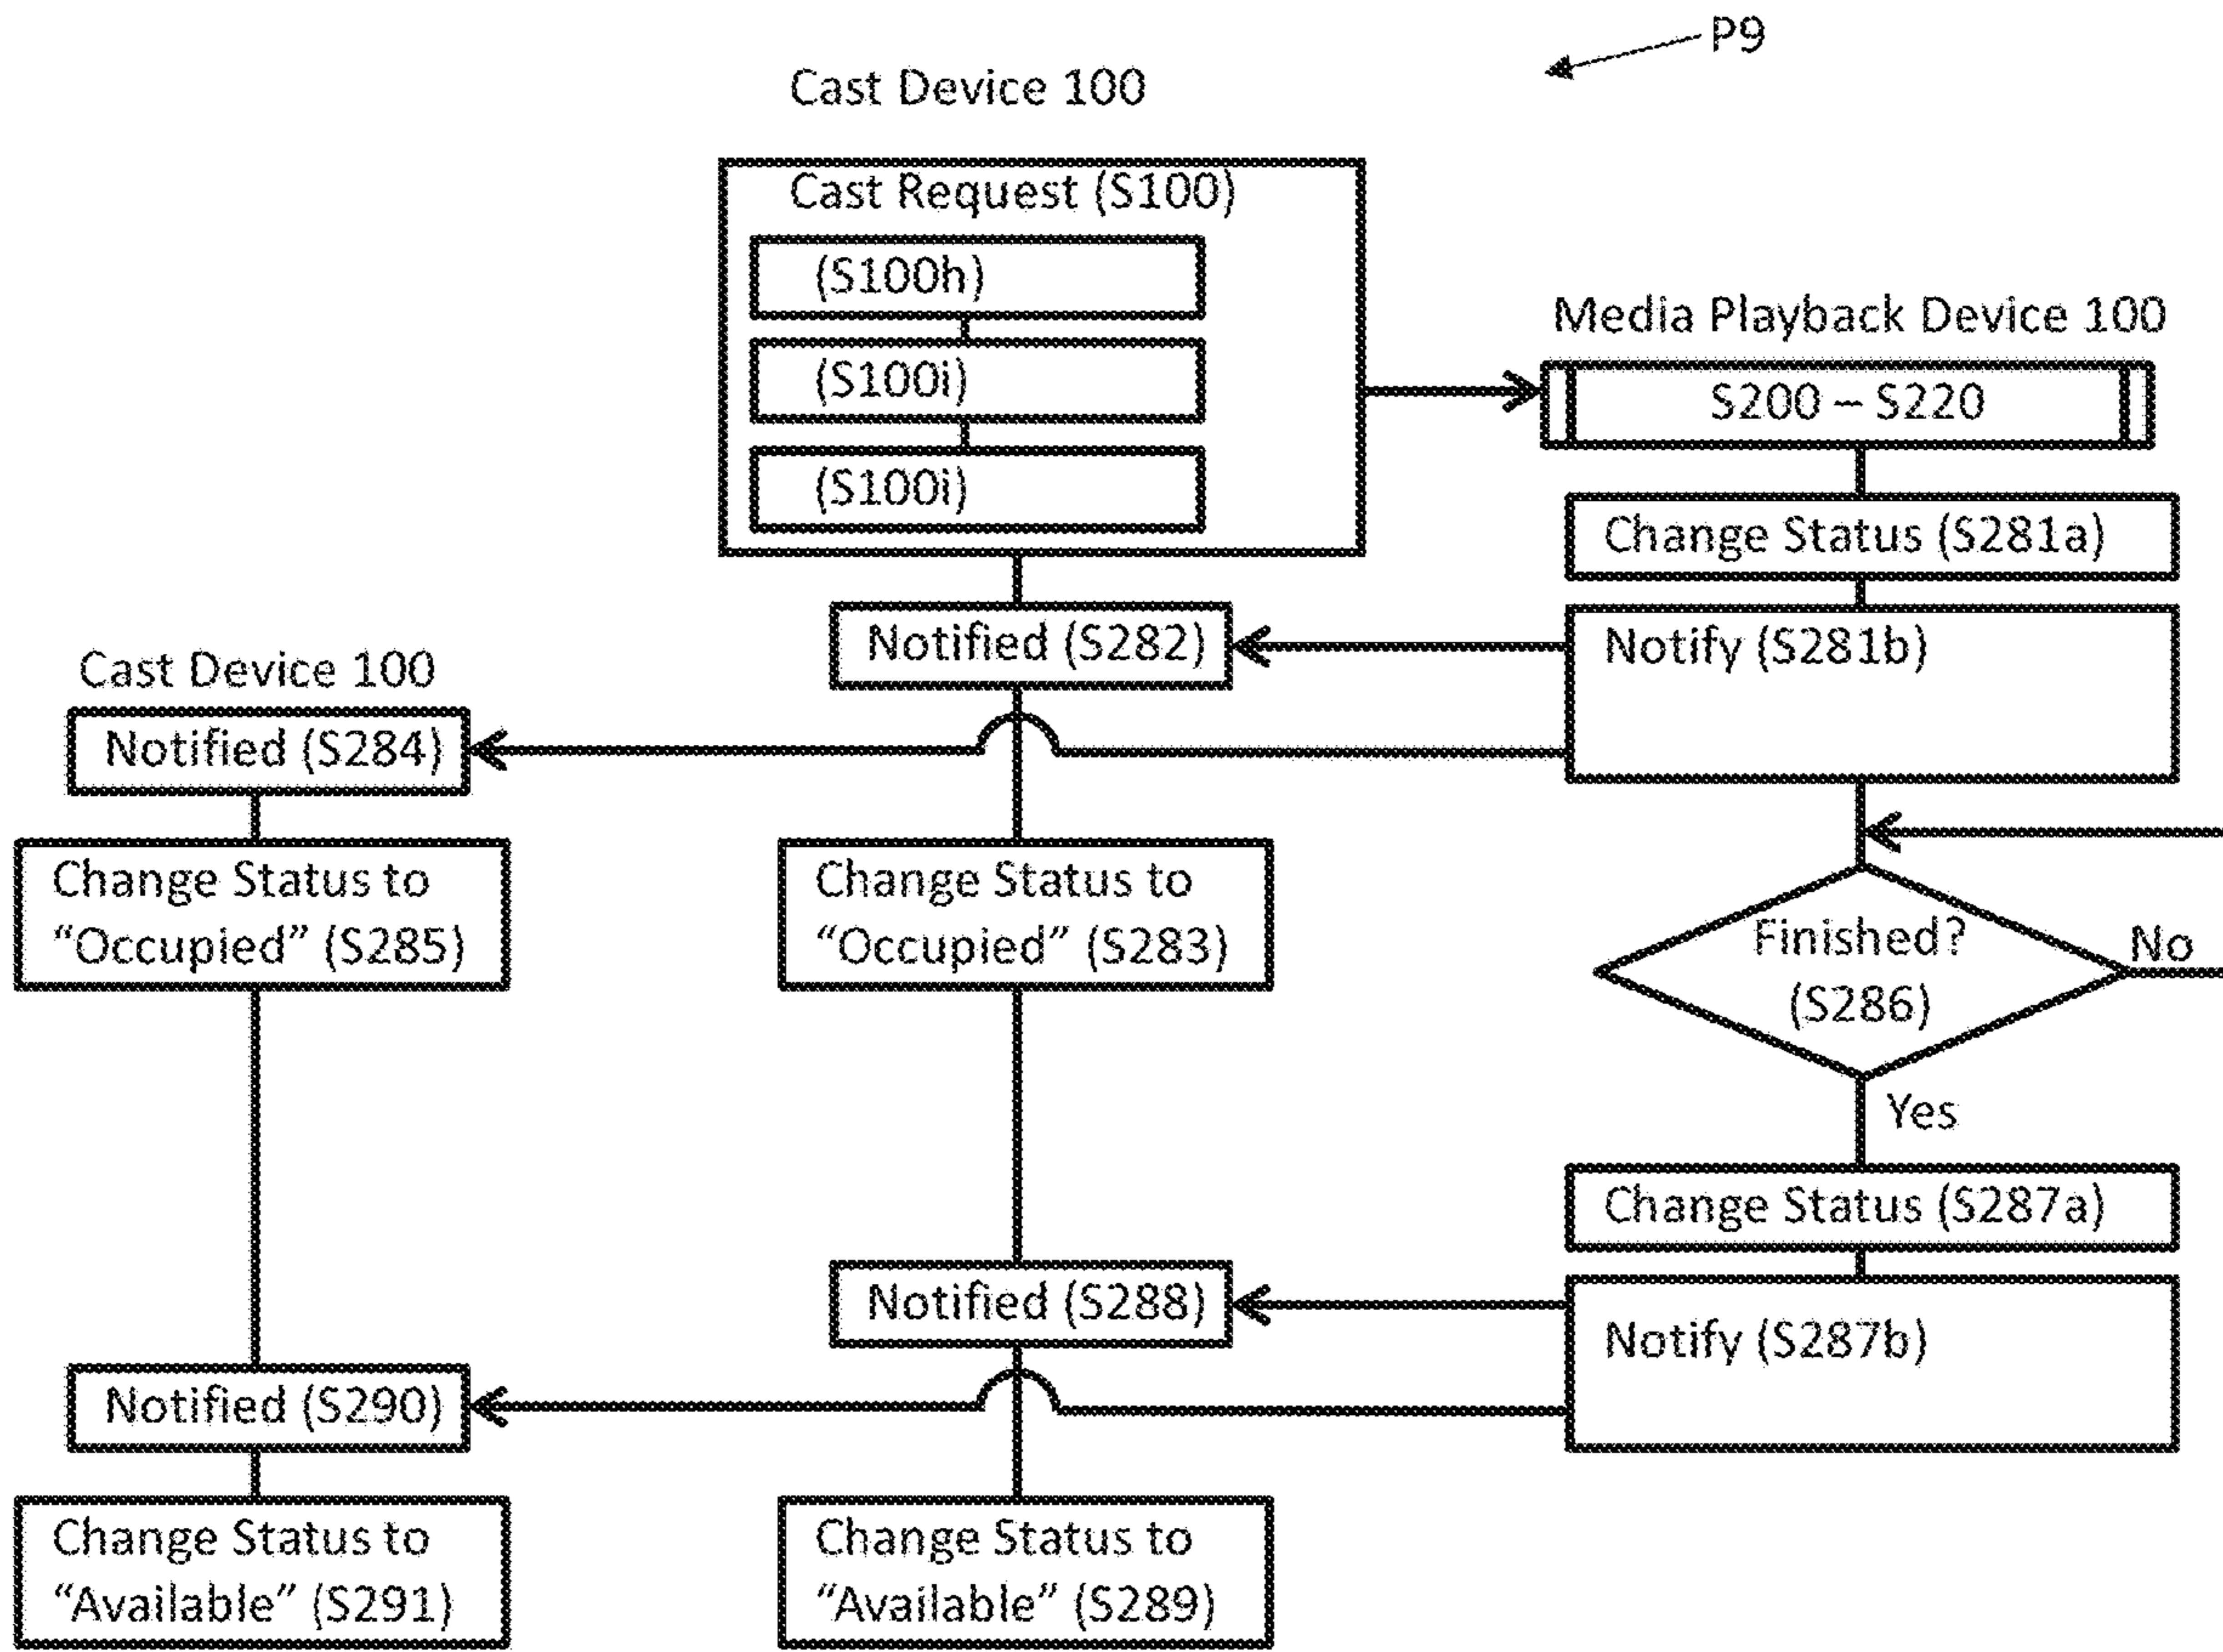 P9
Cast Device 100
Cast Request (S100)
(S100h)
(S100i)
(S100i)
Media Playback Device 100
S200 – S220
Change Status (S281a)
Notified (S282)
Notify (S281b)
Cast Device 100
Notified (S284)
Change Status to
“Occupied” (S285)
Change Status to
“Occupied” (S283)
Finished?
(S286)
No
Yes
Change Status (S287a)
Notified (S288)
Notify (S287b)
Notified (S290)
Change Status to
“Available” (S291)
Change Status to
“Available” (S289)